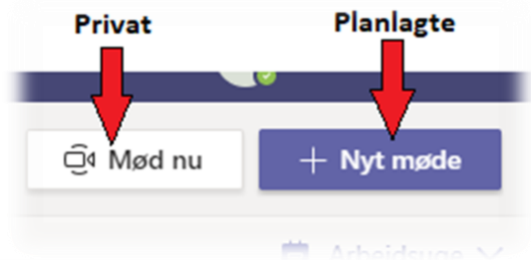 Privat
Planlagte
Mød nu
+ Nyt møde
Arbejdsuge